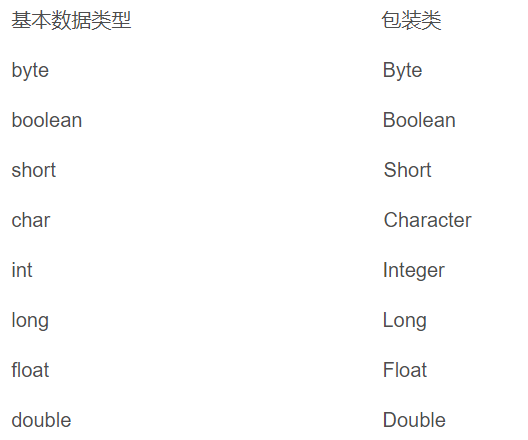 基本数据类型 包装类
byte Byte
boolean Boolean
short Short
char Character
int Integer
long Long
float Float
double Double